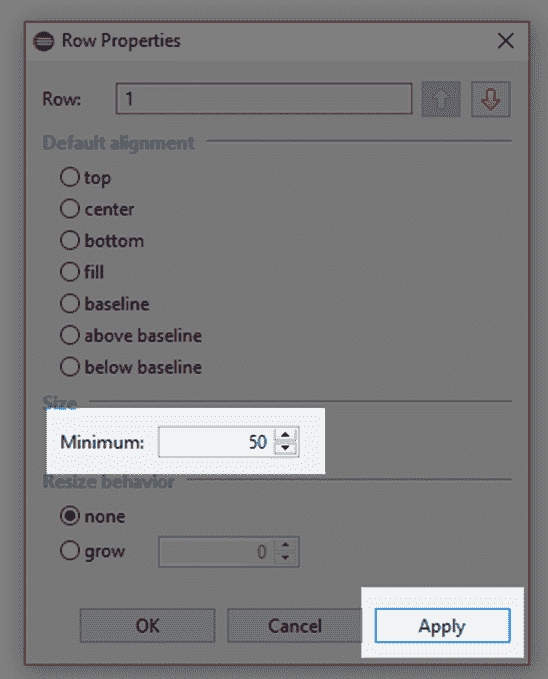 Row Properties
Row: 1
Default alignment
top
center
bottom
fill
baseline
above baseline
below baseline
Size
Minimum: 50
Resize behavior
none
grow 0
OK Cancel Apply